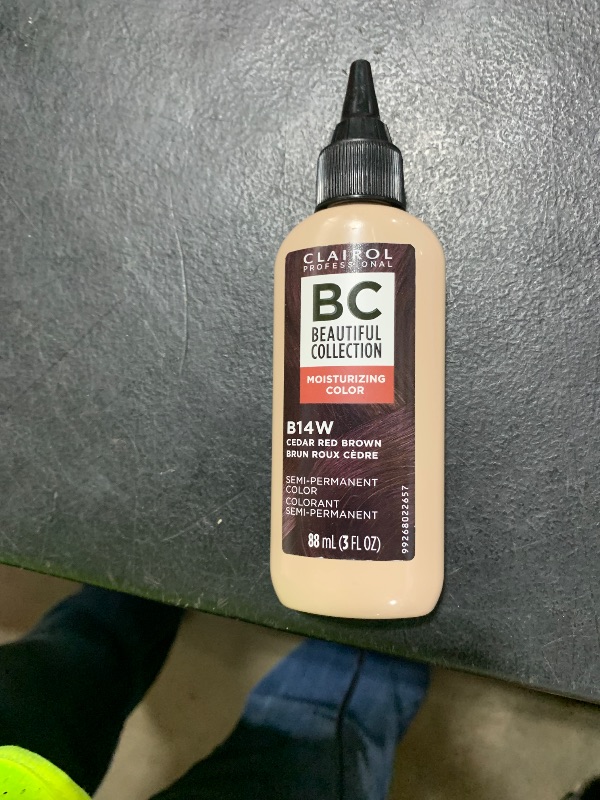 CLAIROL
PROFESSIONAL
BC
BEAUTIFUL
COLLECTION
MOISTURIZING
COLOR
B14W
CEDAR RED BROWN
BRUN ROUX CÈDRE
SEMI-PERMANENT
COLOR
COLORANT
SEMI-PERMANENT
88 mL (3 FL OZ)
99268022657